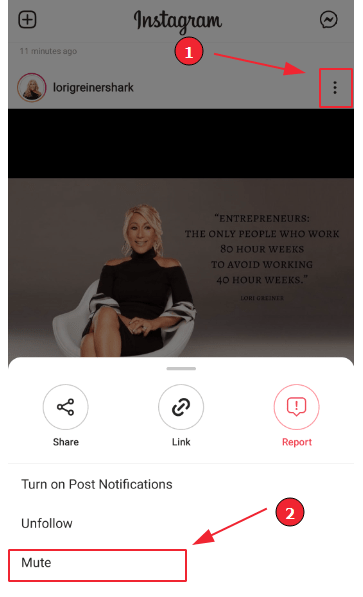 Instagram
11 minutes ago
1
lorigreinershark
"ENTREPRENEURS:
THE ONLY PEOPLE WHO WORK
80 HOUR WEEKS
TO AVOID WORKING
40 HOUR WEEKS."
LORI GREINER
Share
Link
Report
Turn on Post Notifications
Unfollow
2
Mute